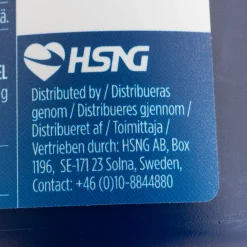 ä.
HSNG
EL
g
Distributed by / Distribueras
genom / Distribueres gjennom /
Distribueret af / Toimittaja /
Vertrieben durch: HSNG AB, Box
1196, SE-171 23 Solna, Sweden,
Contact: +46 (0)10-8844880